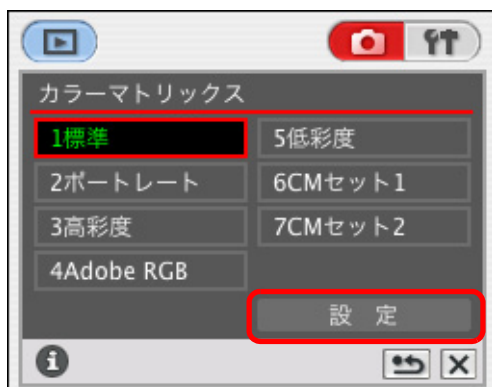 カラーマトリックス
1標準
2ポートレート
3高彩度
4Adobe RGB
5低彩度
6CMセット1
7CMセット2
設 定